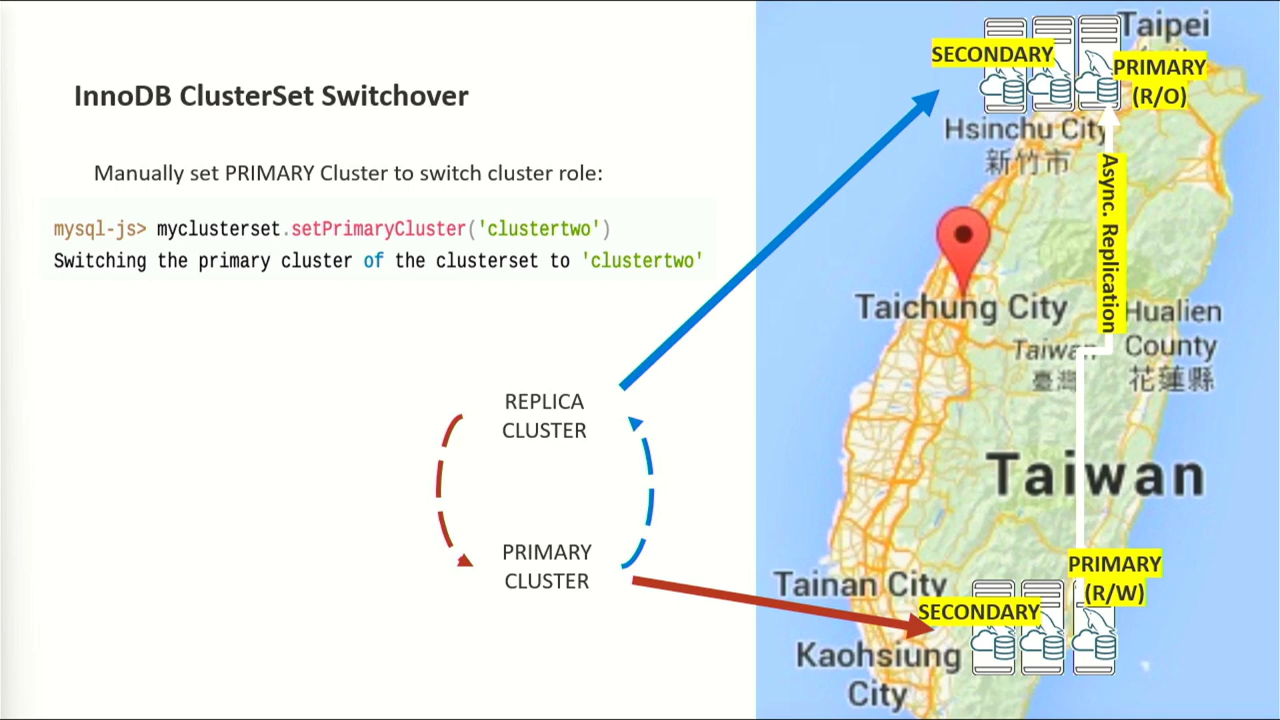 InnoDB ClusterSet Switchover
Manually set PRIMARY Cluster to switch cluster role:
mysql-js> myclusterset.setPrimaryCluster('clustertwo')
Switching the primary cluster of the clusterset to 'clustertwo'
REPLICA
CLUSTER
PRIMARY
CLUSTER
Taipei
SECONDARY
PRIMARY
(R/O)
Hsinchu City
新竹市
Async. Replication
Taichung City
Hualien
County
花蓮縣
Taiwan
臺灣
Taiwan
PRIMARY
(R/W)
Tainan City
SECONDARY
Kaohsiung
City